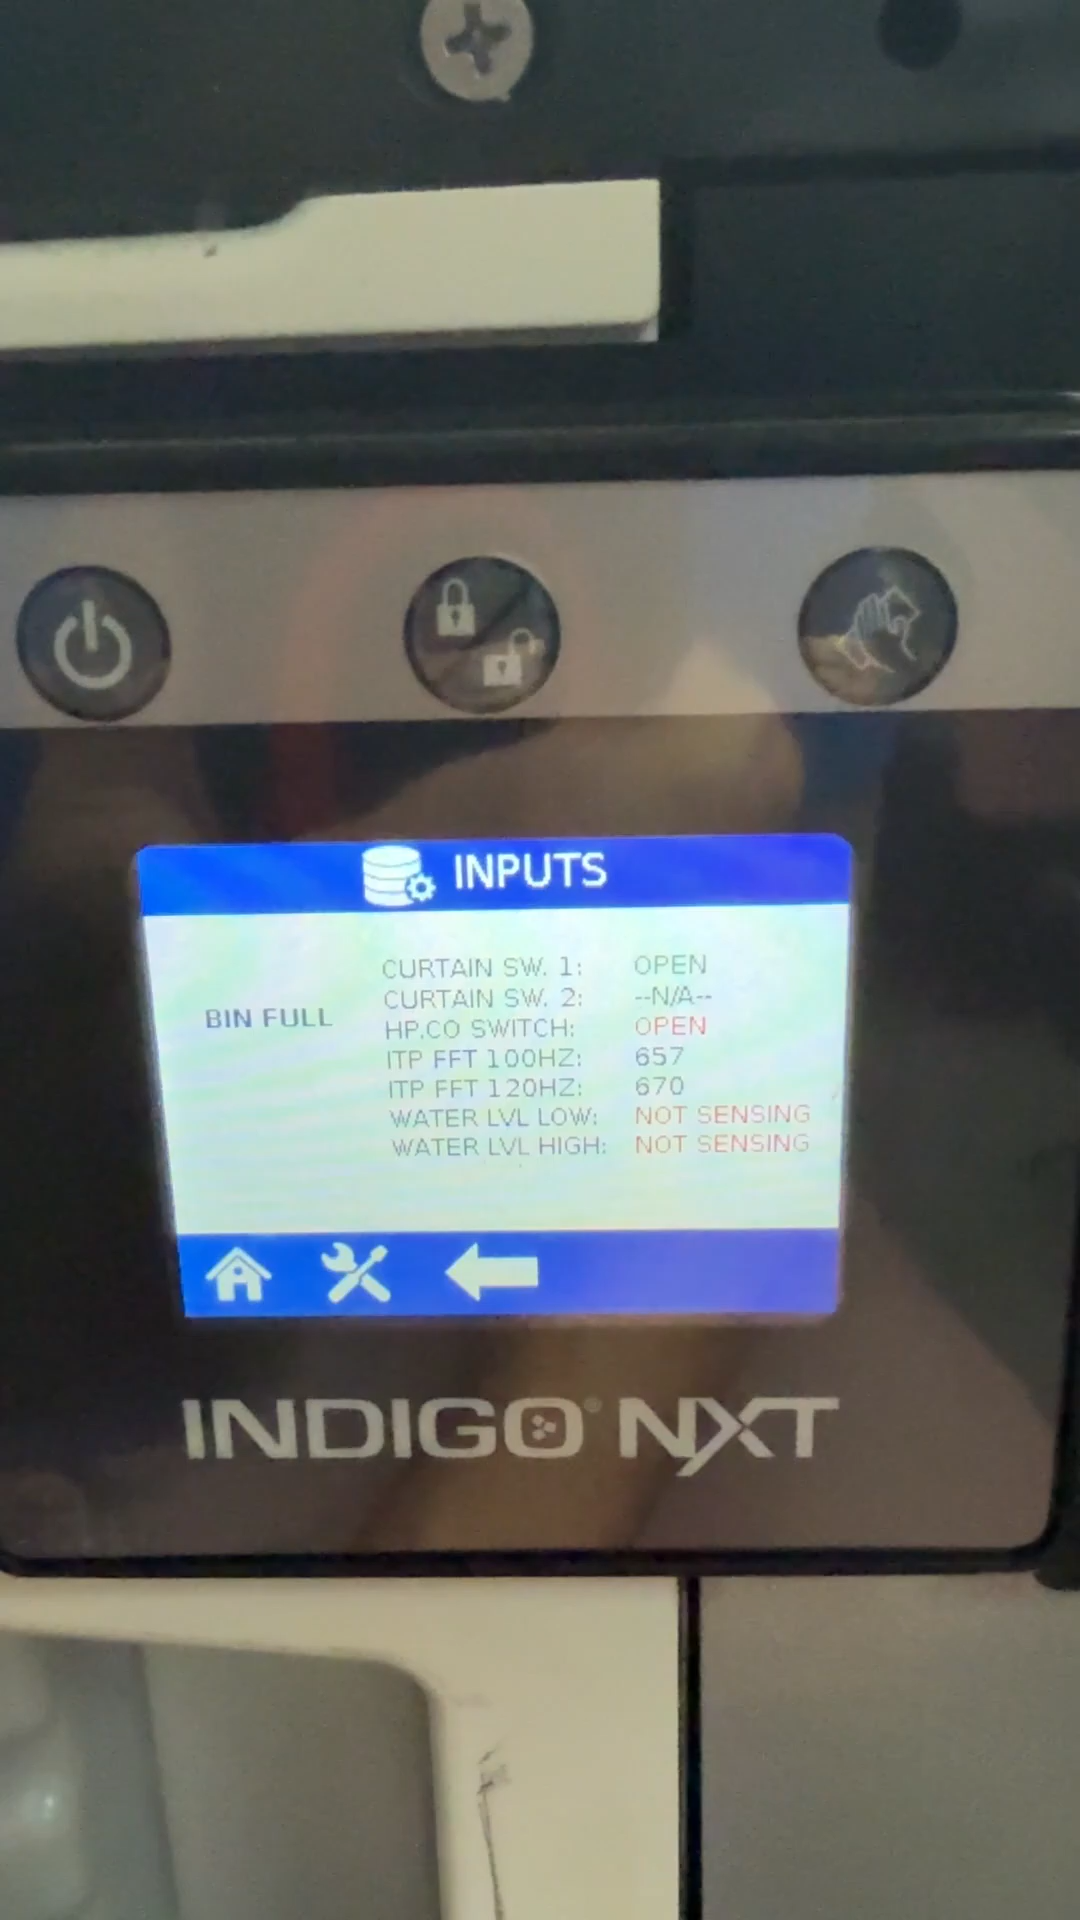 INPUTS
BIN FULL
CURTAIN SW. 1: OPEN
CURTAIN SW. 2: --N/A--
HP.CO SWITCH: OPEN
ITP FFT 100HZ: 657
ITP FFT 120HZ: 670
WATER LVL LOW: NOT SENSING
WATER LVL HIGH: NOT SENSING
INDIGO® NXT